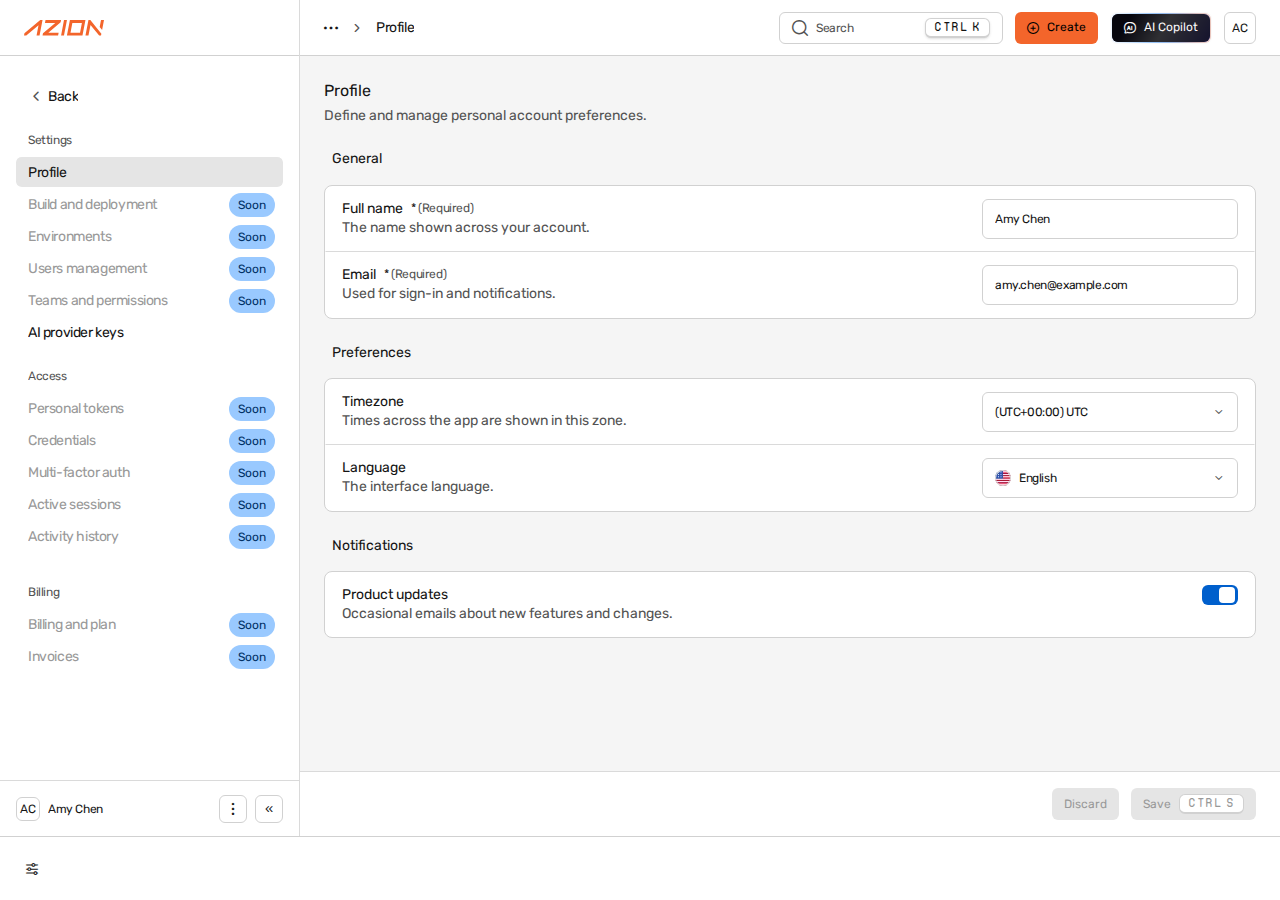 AZION
Profile
Search
CTRL K
Create
AI Copilot
AC
Back
Settings
Profile
Build and deployment
Soon
Environments
Soon
Users management
Soon
Teams and permissions
Soon
AI provider keys
Access
Personal tokens
Soon
Credentials
Soon
Multi-factor auth
Soon
Active sessions
Soon
Activity history
Soon
Billing
Billing and plan
Soon
Invoices
Soon
AC
Amy Chen
Profile
Define and manage personal account preferences.
General
Full name * (Required)
The name shown across your account.
Amy Chen
Email * (Required)
Used for sign-in and notifications.
amy.chen@example.com
Preferences
Timezone
Times across the app are shown in this zone.
(UTC+00:00) UTC
Language
The interface language.
English
Notifications
Product updates
Occasional emails about new features and changes.
Discard
Save
CTRL S